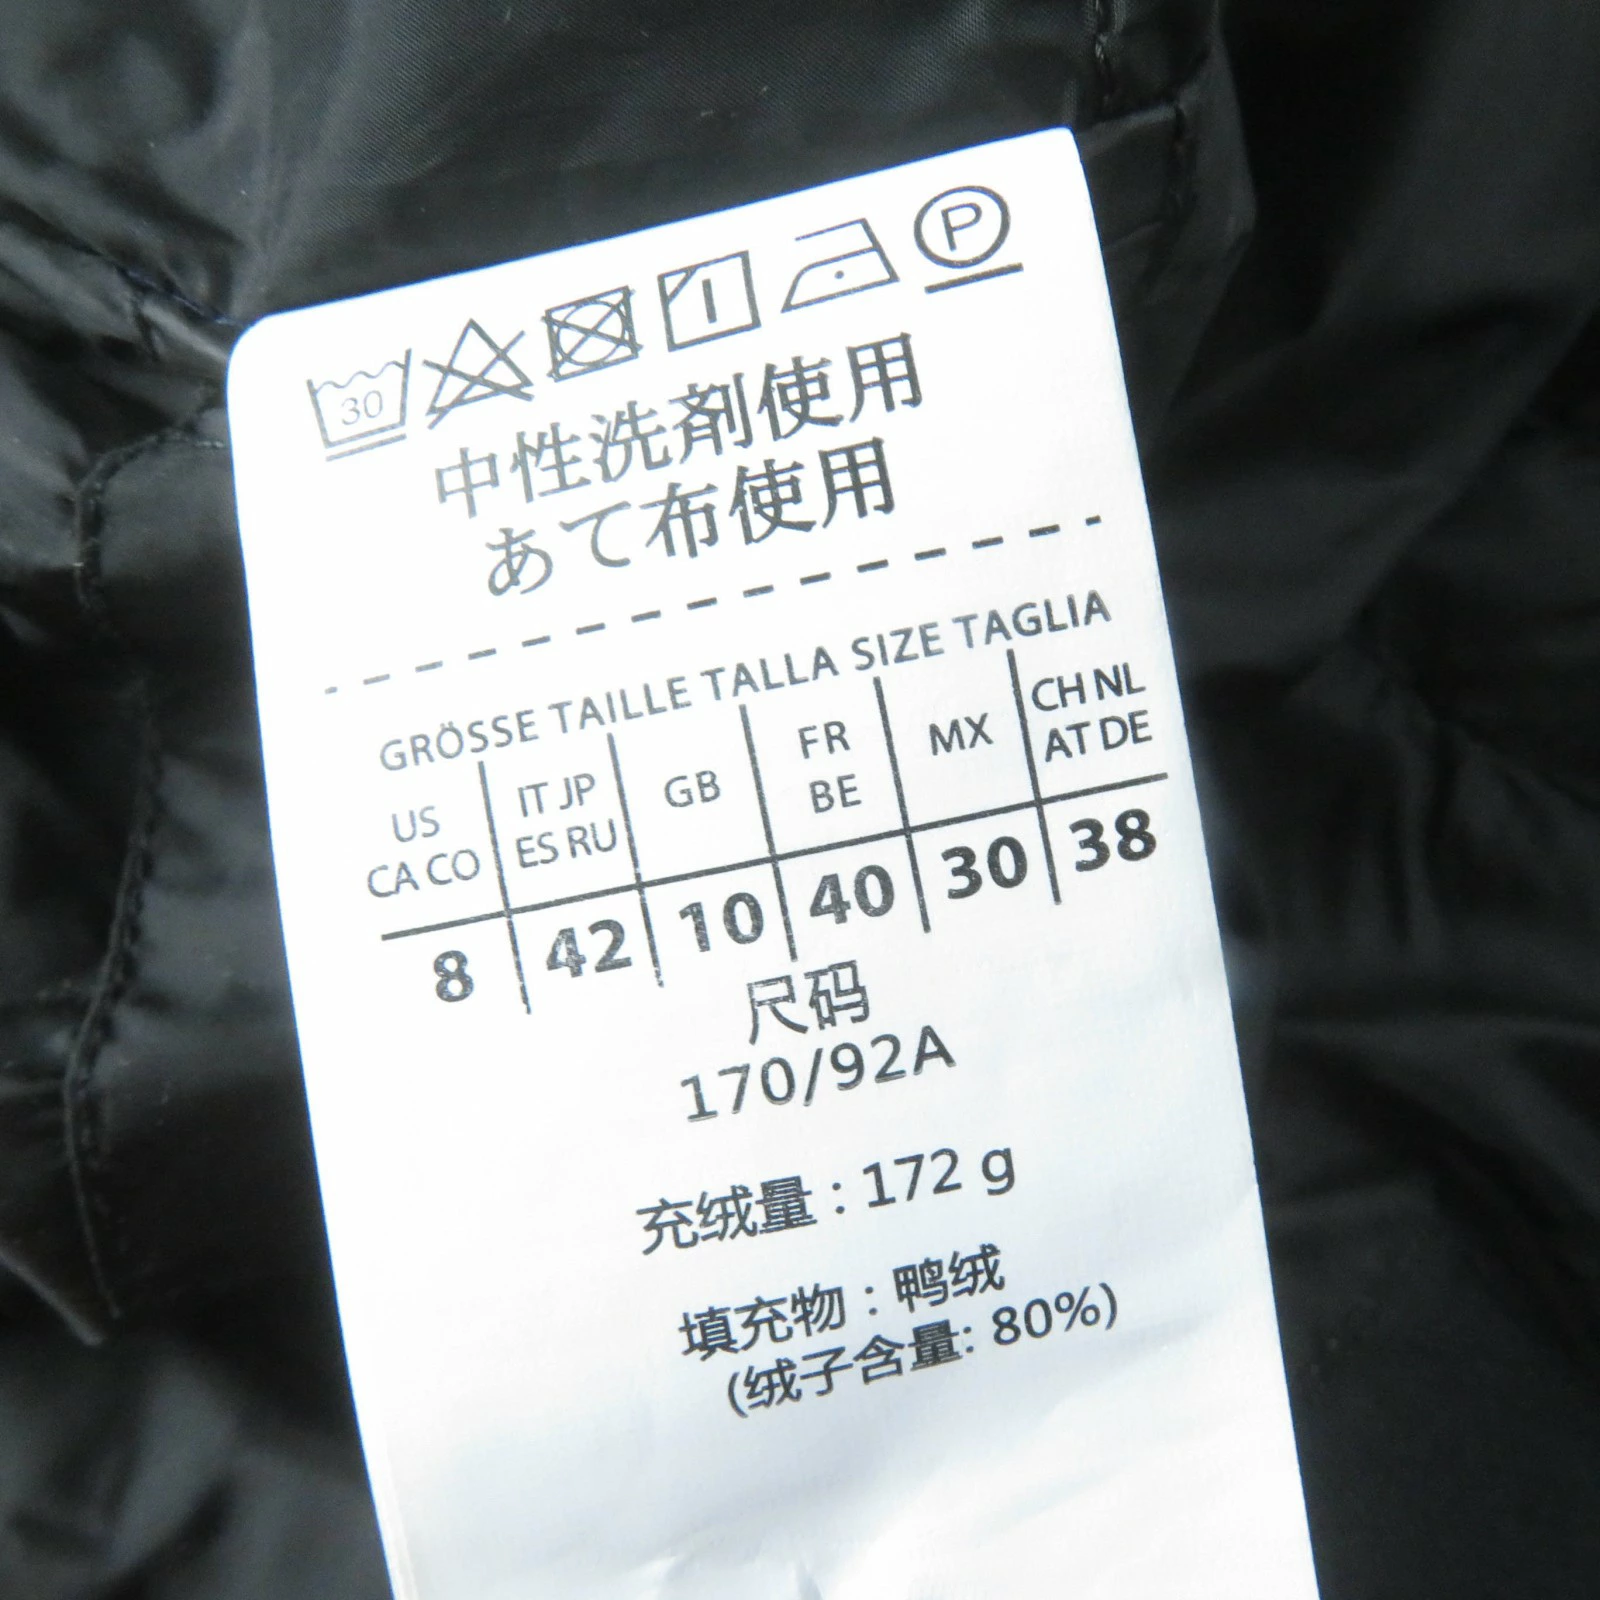 30 P
中性洗剤使用
あて布使用
GRÖSSE TAILLE TALLA SIZE TAGLIA
US CA CO
IT JP ES RU
GB
FR BE
MX
CH NL AT DE
8 42 10 40 30 38
尺码
170/92A
充绒量：172 g
填充物：鸭绒
(绒子含量: 80%)